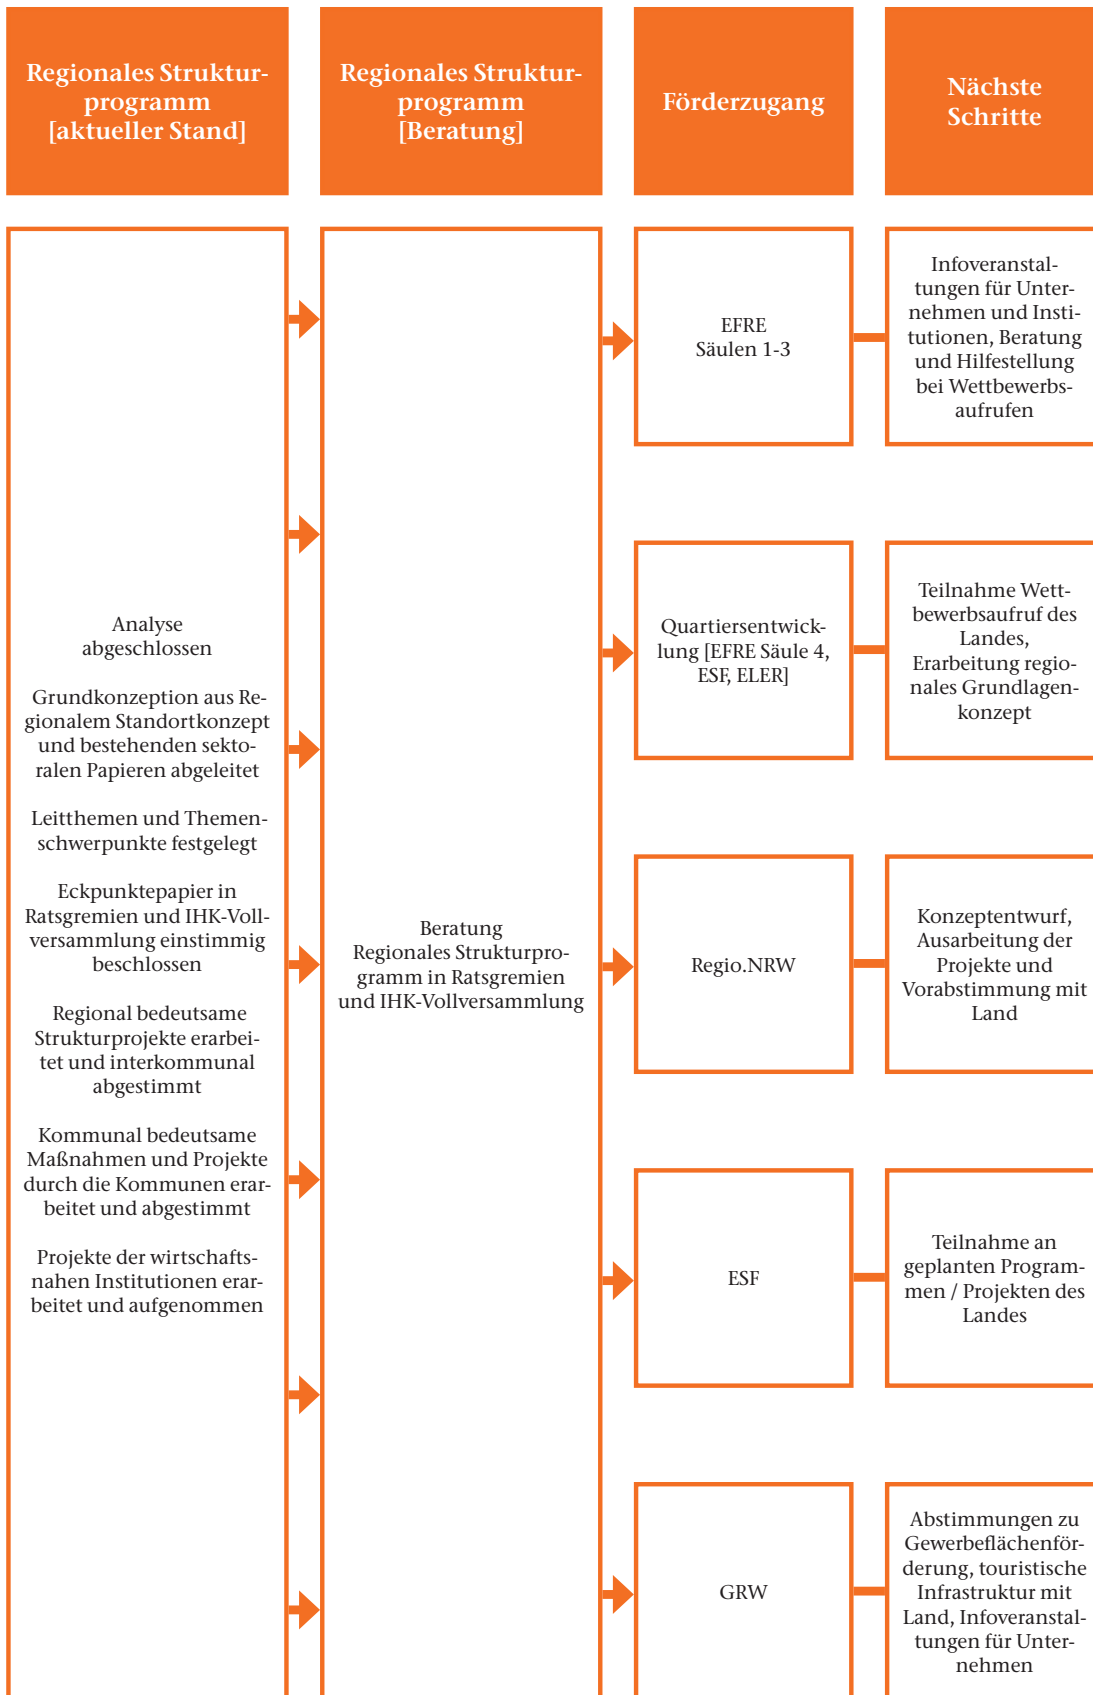 Regionales Struktur-
programm
[aktueller Stand]
Regionales Struktur-
programm
[Beratung]
Förderzugang
Nächste
Schritte
Analyse
abgeschlossen
Grundkonzeption aus Re-
gionalem Standortkonzept
und bestehenden sekto-
ralen Papieren abgeleitet
Leitthemen und Themen-
schwerpunkte festgelegt
Eckpunktepapier in
Ratsgremien und IHK-Voll-
versammlung einstimmig
beschlossen
Regional bedeutsame
Strukturprojekte erarbei-
tet und interkommunal
abgestimmt
Kommunal bedeutsame
Maßnahmen und Projekte
durch die Kommunen erar-
beitet und abgestimmt
Projekte der wirtschafts-
nahen Institutionen erar-
beitet und aufgenommen
Beratung
Regionales Strukturpro-
gramm in Ratsgremien
und IHK-Vollversammlung
EFRE
Säulen 1-3
Infoveranstal-
tungen für Unter-
nehmen und Insti-
tutionen, Beratung
und Hilfestellung
bei Wettbewerbs-
aufrufen
Quartiersentwick-
lung [EFRE Säule 4,
ESF, ELER]
Teilnahme Wett-
bewerbsaufruf des
Landes,
Erarbeitung regio-
nales Grundlagen-
konzept
Regio.NRW
Konzeptentwurf,
Ausarbeitung der
Projekte und
Vorabstimmung mit
Land
ESF
Teilnahme an
geplanten Program-
men / Projekten des
Landes
GRW
Abstimmungen zu
Gewerbeflächenför-
derung, touristische
Infrastruktur mit
Land, Infoveranstal-
tungen für Unter-
nehmen